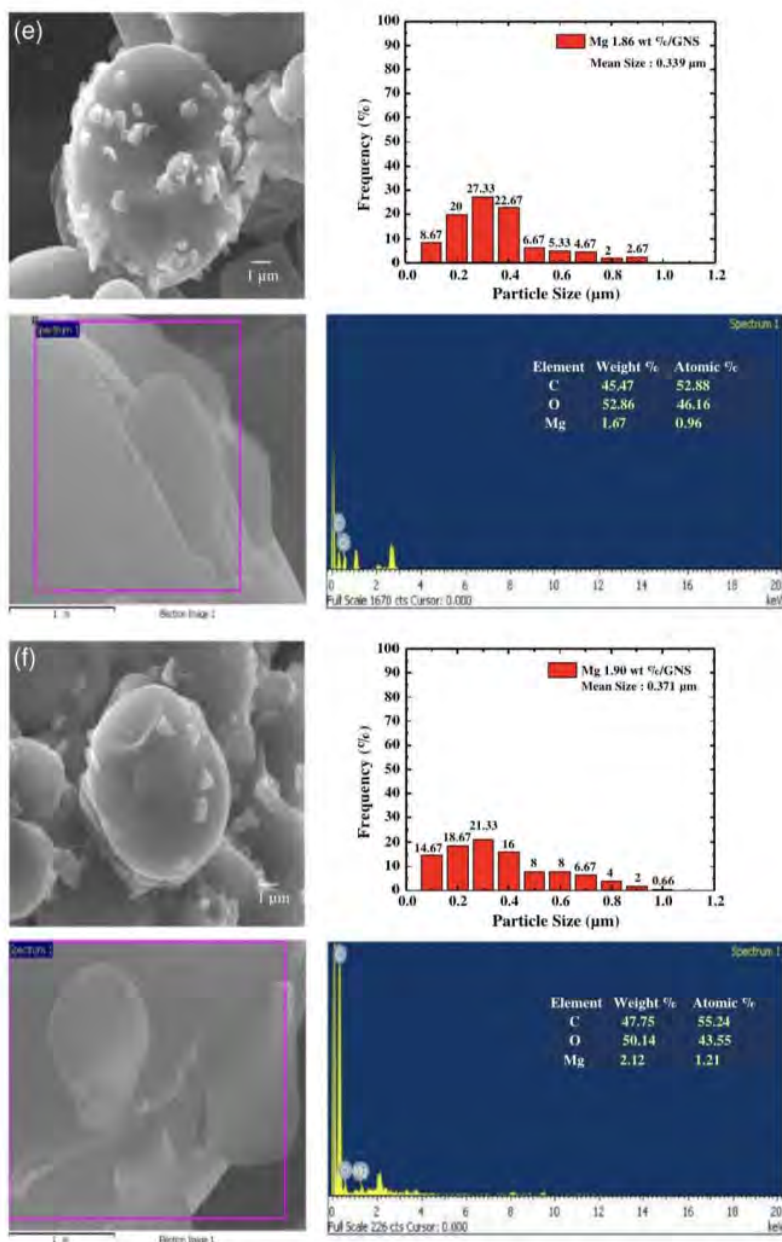 (e)
1 μm
100
90
80
70
60
50
40
30
20
10
0
Frequency (%)
Mg 1.86 wt %/GNS
Mean Size : 0.339 μm
8.67
20
27.33
22.67
6.67
5.33
4.67
2
2.67
0.0 0.2 0.4 0.6 0.8 1.0 1.2
Particle Size (μm)
Spectrum 1
Electron Image 1
Spectrum 1
Element Weight % Atomic %
C 45.47 52.88
O 52.86 46.16
Mg 1.67 0.96
0 2 4 6 8 10 12 14 16 18 20
Full Scale 1670 cts Cursor: 0.000
keV
(f)
1 μm
100
90
80
70
60
50
40
30
20
10
0
Frequency (%)
Mg 1.90 wt %/GNS
Mean Size : 0.371 μm
14.67
18.67
21.33
16
8
8
6.67
4
2
0.66
0.0 0.2 0.4 0.6 0.8 1.0 1.2
Particle Size (μm)
Spectrum 1
Electron Image 1
Spectrum 1
Element Weight % Atomic %
C 47.75 55.24
O 50.14 43.55
Mg 2.12 1.21
0 2 4 6 8 10 12 14 16 18 20
Full Scale 226 cts Cursor: 0.000
keV